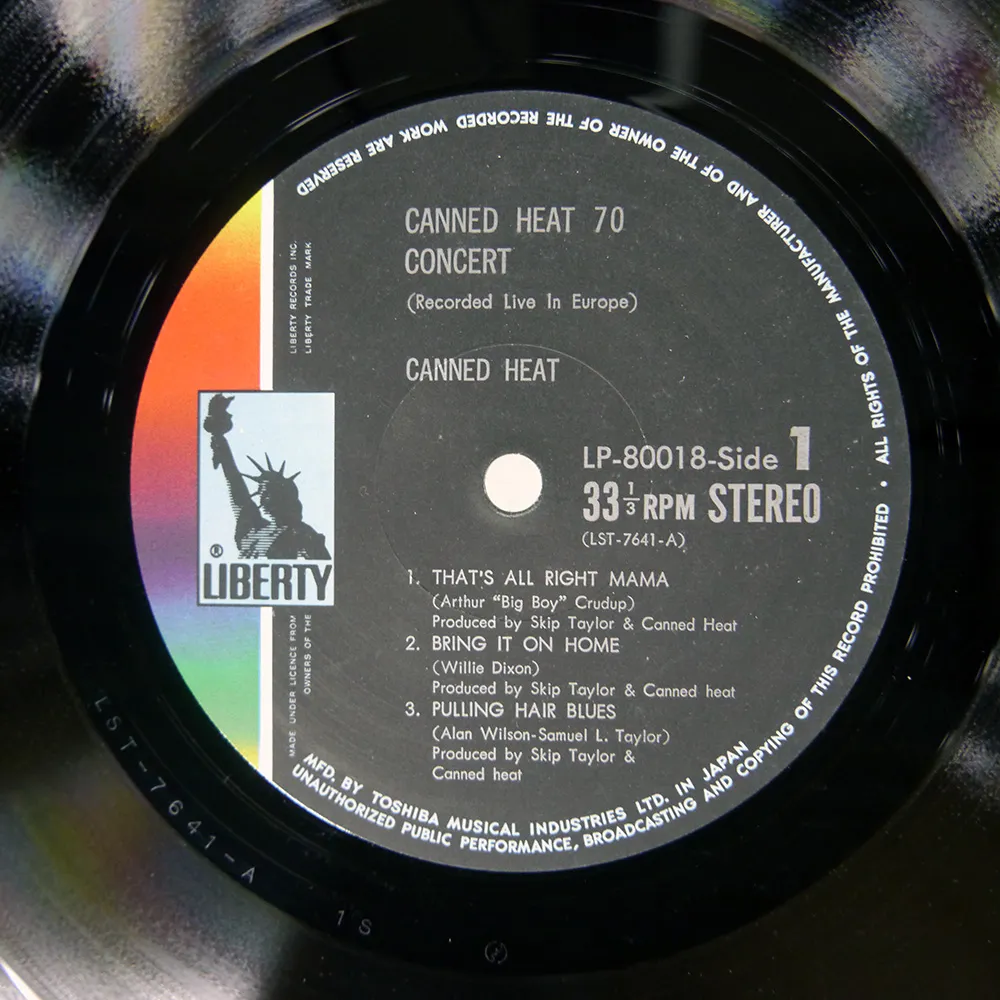 CANNED HEAT 70
CONCERT
(Recorded Live In Europe)
CANNED HEAT
LP-80018-Side 1
33 1/3 RPM STEREO
(LST-7641-A)
1. THAT'S ALL RIGHT MAMA
(Arthur "Big Boy" Crudup)
Produced by Skip Taylor & Canned Heat
2. BRING IT ON HOME
(Willie Dixon)
Produced by Skip Taylor & Canned heat
3. PULLING HAIR BLUES
(Alan Wilson-Samuel L. Taylor)
Produced by Skip Taylor &
Canned heat
LIBERTY RECORDS INC.
LIBERTY TRADE MARK
®
LIBERTY
MADE UNDER LICENCE FROM
OWNERS OF THE
MFD. BY TOSHIBA MUSICAL INDUSTRIES LTD. IN JAPAN
ALL RIGHTS OF THE MANUFACTURER AND OF THE OWNER OF THE RECORDED WORK ARE RESERVED
UNAUTHORIZED PUBLIC PERFORMANCE, BROADCASTING AND COPYING OF THIS RECORD PROHIBITED •
LST-7641-A 1S